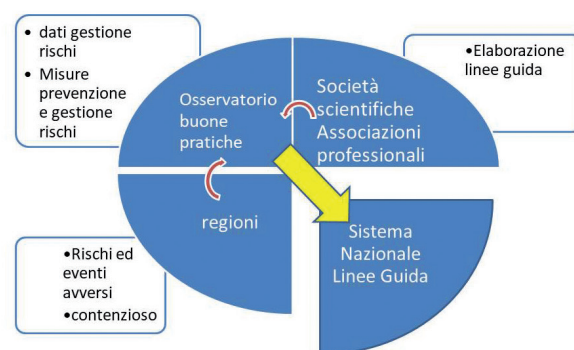 • dati gestione
rischi
• Misure
prevenzione
e gestione
rischi
Osservatorio
buone
pratiche
Società
scientifiche
Associazioni
professionali
•Elaborazione
linee guida
regioni
Sistema
Nazionale
Linee Guida
•Rischi ed
eventi
avversi
•contenzioso